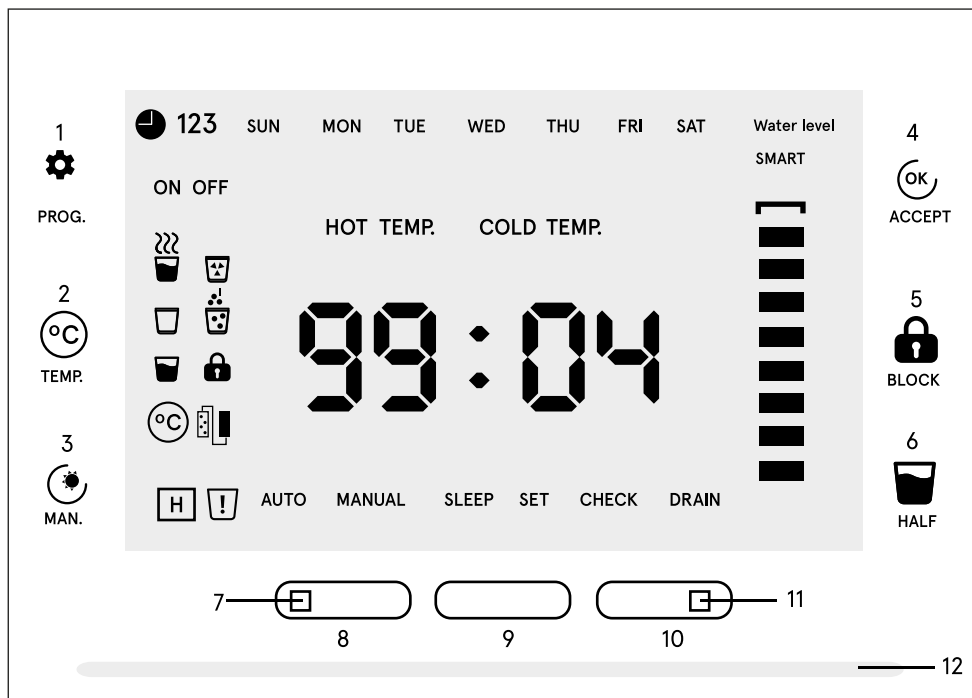 123 SUN MON TUE WED THU FRI SAT Water level
SMART
1
PROG.
4
OK
ACCEPT
ON OFF
HOT TEMP. COLD TEMP.
2
°C
TEMP.
99:04
5
BLOCK
°C
3
MAN.
6
HALF
H ! AUTO MANUAL SLEEP SET CHECK DRAIN
7
8
9
10
11
12